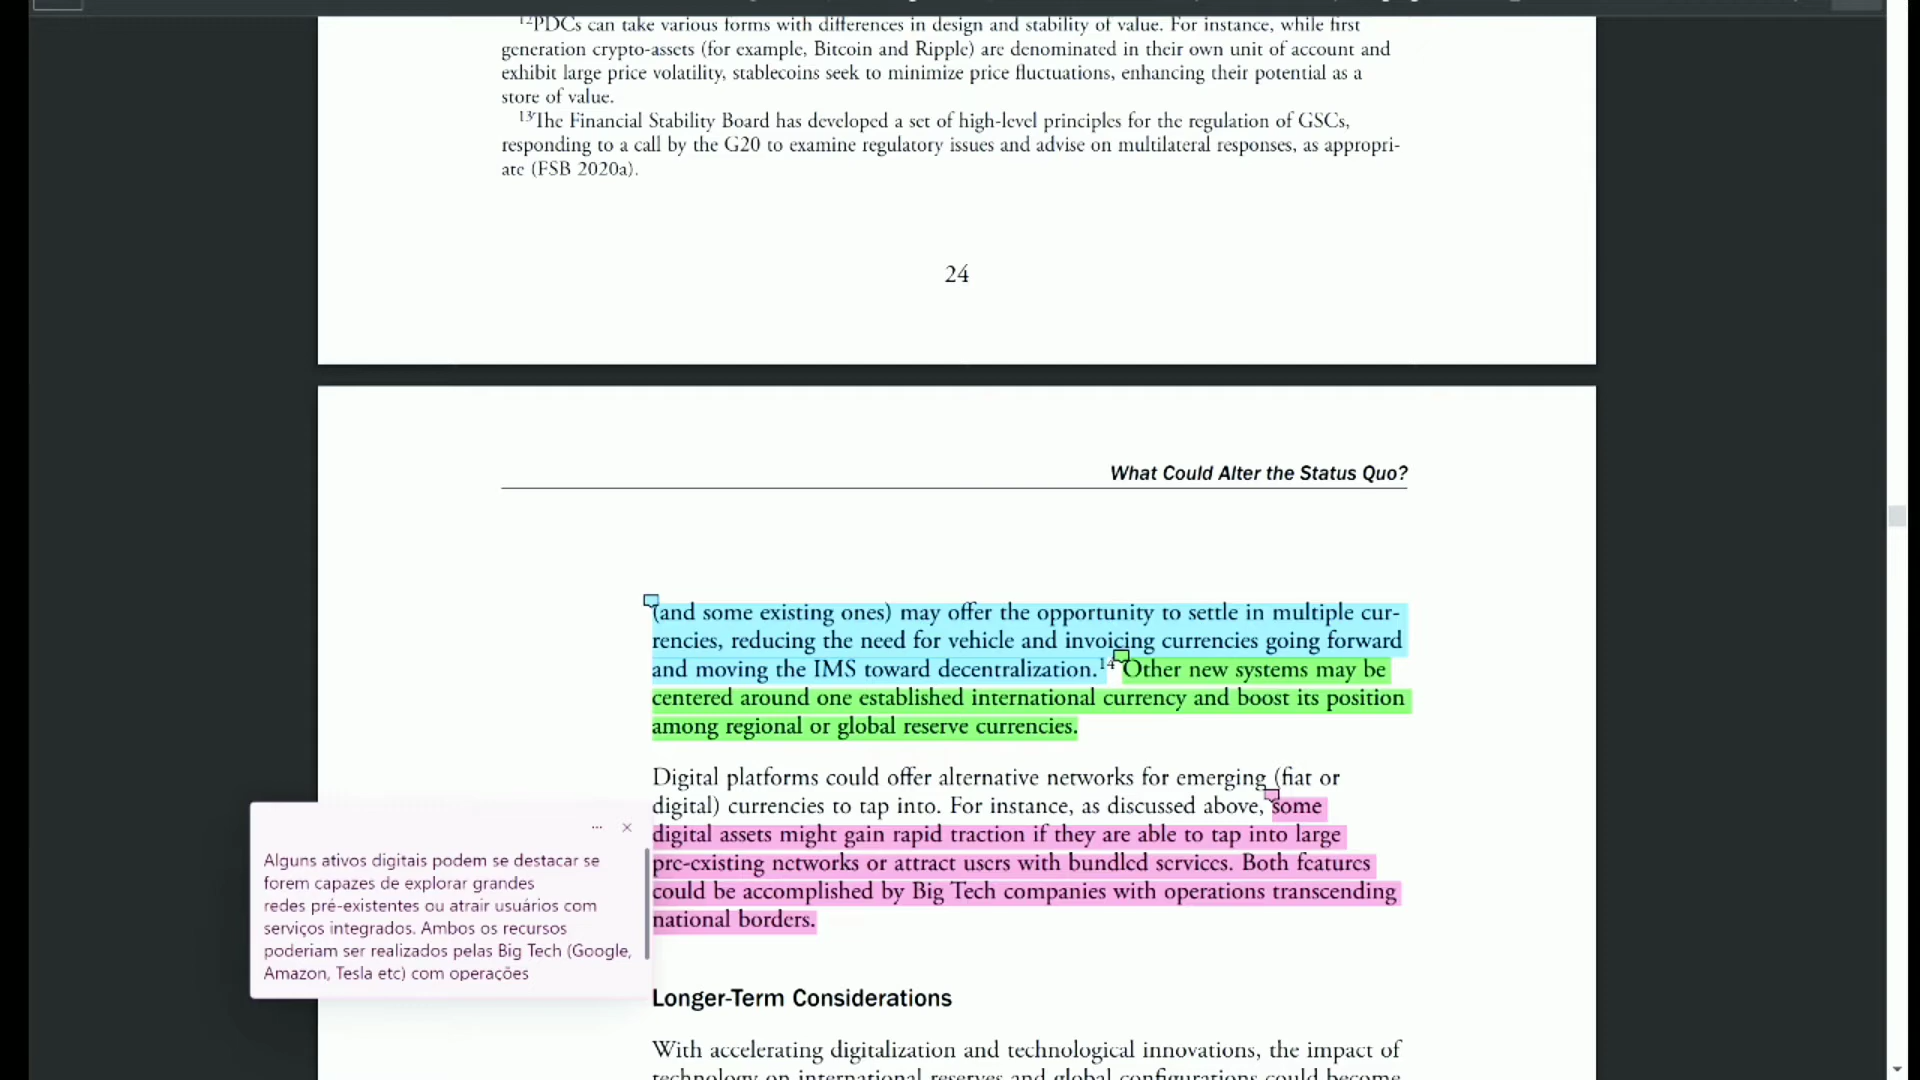 12PDCs can take various forms with differences in design and stability of value. For instance, while first
generation crypto-assets (for example, Bitcoin and Ripple) are denominated in their own unit of account and
exhibit large price volatility, stablecoins seek to minimize price fluctuations, enhancing their potential as a
store of value.
13The Financial Stability Board has developed a set of high-level principles for the regulation of GSCs,
responding to a call by the G20 to examine regulatory issues and advise on multilateral responses, as appropri-
ate (FSB 2020a).
24
What Could Alter the Status Quo?
(and some existing ones) may offer the opportunity to settle in multiple cur-
rencies, reducing the need for vehicle and invoicing currencies going forward
and moving the IMS toward decentralization.14 Other new systems may be
centered around one established international currency and boost its position
among regional or global reserve currencies.
Digital platforms could offer alternative networks for emerging (fiat or
digital) currencies to tap into. For instance, as discussed above, some
digital assets might gain rapid traction if they are able to tap into large
pre-existing networks or attract users with bundled services. Both features
could be accomplished by Big Tech companies with operations transcending
national borders.
Alguns ativos digitais podem se destacar se
forem capazes de explorar grandes
redes pré-existentes ou atrair usuários com
serviços integrados. Ambos os recursos
poderiam ser realizados pelas Big Tech (Google,
Amazon, Tesla etc) com operações
Longer-Term Considerations
With accelerating digitalization and technological innovations, the impact of
technology on international reserves and global configurations could become